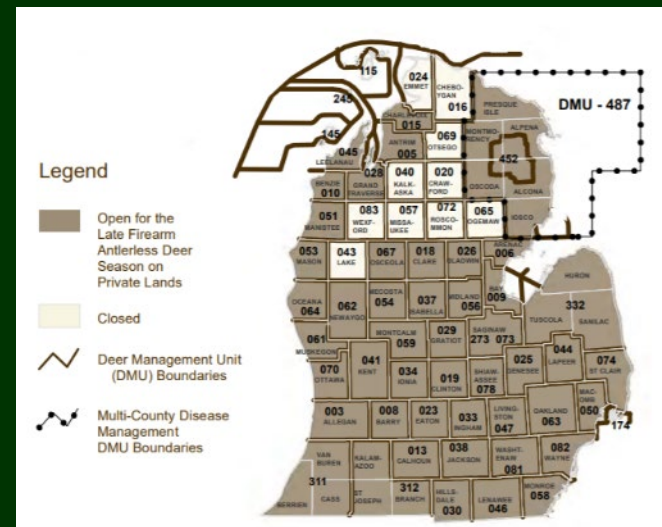 Legend
Open for the
Late Firearm
Antlerless Deer
Season on
Private Lands
Closed
Deer Management Unit
(DMU) Boundaries
Multi-County Disease
Management
DMU Boundaries
115
024
EMMET
CHEBO-
YGAN
016
245
145
PRESQUE
ISLE
DMU - 487
CHARLEVOIX
015
045
LEELANAU
ANTRIM
005
069
OTSEGO
MONTMO-
RENCY
ALPENA
452
028
GRAND
TRAVERSE
BENZIE
010
040
KALK-
ASKA
020
CRAW-
FORD
OSCODA
ALCONA
051
MANISTEE
083
WEXF-
ORD
057
MISSA-
UKEE
072
ROSCO-
MMON
065
OGEMAW
IOSCO
053
MASON
043
LAKE
067
OSCEOLA
018
CLARE
026
GLADWIN
ARENAC
006
HURON
OCEANA
064
062
NEWAYGO
MECOSTA
054
037
ISABELLA
MIDLAND
056
BAY
009
TUSCOLA
332
SANILAC
061
MUSKEGON
MONTCALM
059
029
GRATIOT
SAGINAW
273 073
070
OTTAWA
041
KENT
034
IONIA
019
CLINTON
SHIAW-
ASSEE
078
025
GENESEE
044
LAPEER
074
ST CLAIR
003
ALLEGAN
008
BARRY
023
EATON
033
INGHAM
LIVING-
STON
047
OAKLAND
063
MAC-
OMB
050
174
VAN
BUREN
KALAM-
AZOO
013
CALHOUN
038
JACKSON
WASHT-
ENAW
081
082
WAYNE
311
BERRIEN
CASS
ST
JOSEPH
312
BRANCH
HILLS-
DALE
030
LENAWEE
046
MONROE
058